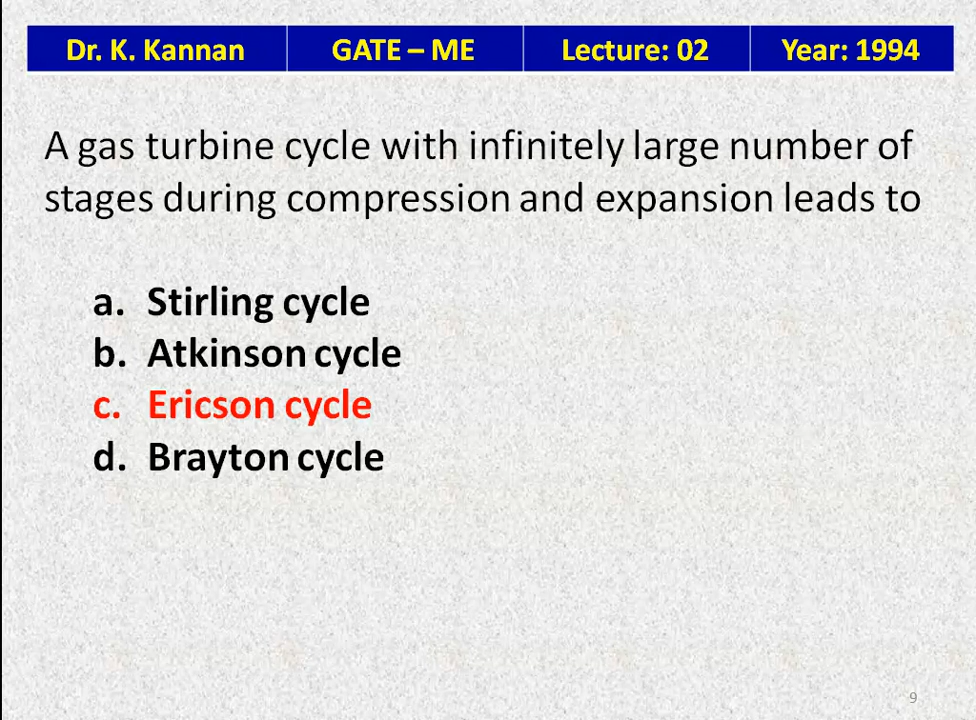 Dr. K. Kannan GATE – ME Lecture: 02 Year: 1994
A gas turbine cycle with infinitely large number of
stages during compression and expansion leads to
a. Stirling cycle
b. Atkinson cycle
c. Ericson cycle
d. Brayton cycle
9